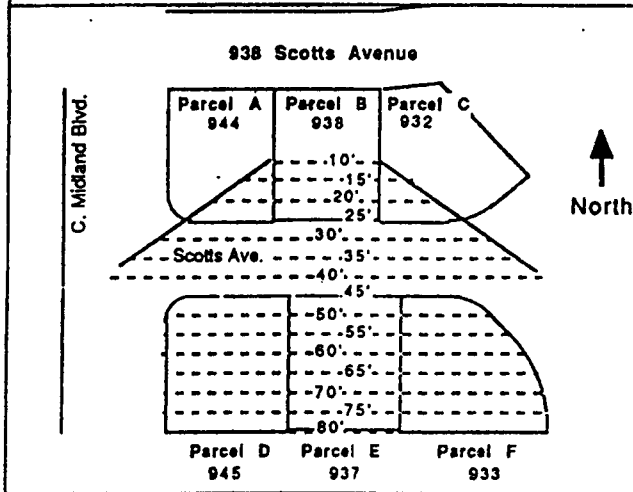 938 Scotts Avenue
C. Midland Blvd.
Parcel A
944
Parcel B
938
Parcel C
932
North
10'
15'
20'
25'
30'
Scotts Ave.
35'
40'
45'
50'
55'
60'
65'
70'
75'
80'
Parcel D
945
Parcel E
937
Parcel F
933